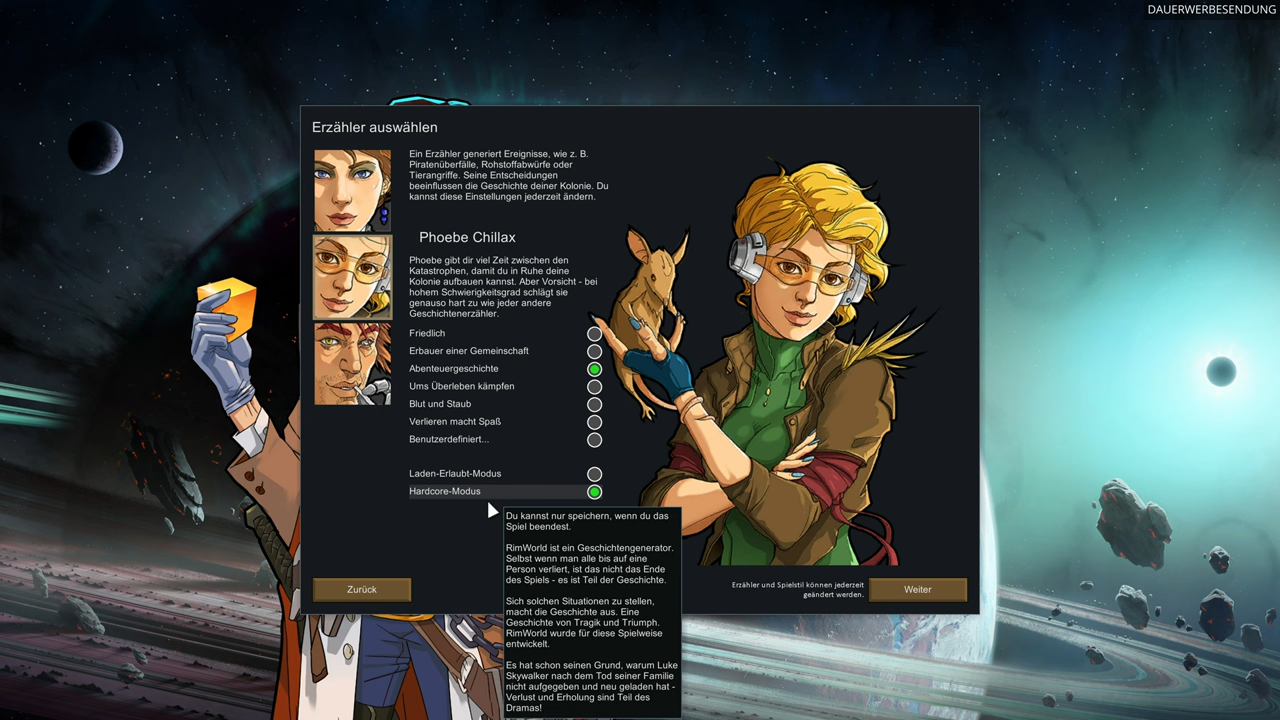 DAUERWERBESENDUNG
Erzähler auswählen
Ein Erzähler generiert Ereignisse, wie z. B.
Piratenüberfälle, Rohstoffabwürfe oder
Tierangriffe. Seine Entscheidungen
beeinflussen die Geschichte deiner Kolonie. Du
kannst diese Einstellungen jederzeit ändern.
Phoebe Chillax
Phoebe gibt dir viel Zeit zwischen den
Katastrophen, damit du in Ruhe deine
Kolonie aufbauen kannst. Aber Vorsicht - bei
hohem Schwierigkeitsgrad schlägt sie
genauso hart zu wie jeder andere
Geschichtenerzähler.
Friedlich
Erbauer einer Gemeinschaft
Abenteuergeschichte
Ums Überleben kämpfen
Blut und Staub
Verlieren macht Spaß
Benutzerdefiniert...
Laden-Erlaubt-Modus
Hardcore-Modus
Du kannst nur speichern, wenn du das
Spiel beendest.
RimWorld ist ein Geschichtengenerator.
Selbst wenn man alle bis auf eine
Person verliert, ist das nicht das Ende
des Spiels - es ist Teil der Geschichte.
Sich solchen Situationen zu stellen,
macht die Geschichte aus. Eine
Geschichte von Tragik und Triumph.
RimWorld wurde für diese Spielweise
entwickelt.
Es hat schon seinen Grund, warum Luke
Skywalker nach dem Tod seiner Familie
nicht aufgegeben und neu geladen hat -
Verlust und Erholung sind Teil des
Dramas!
Zurück
Erzähler und Spielstil können jederzeit
geändert werden.
Weiter